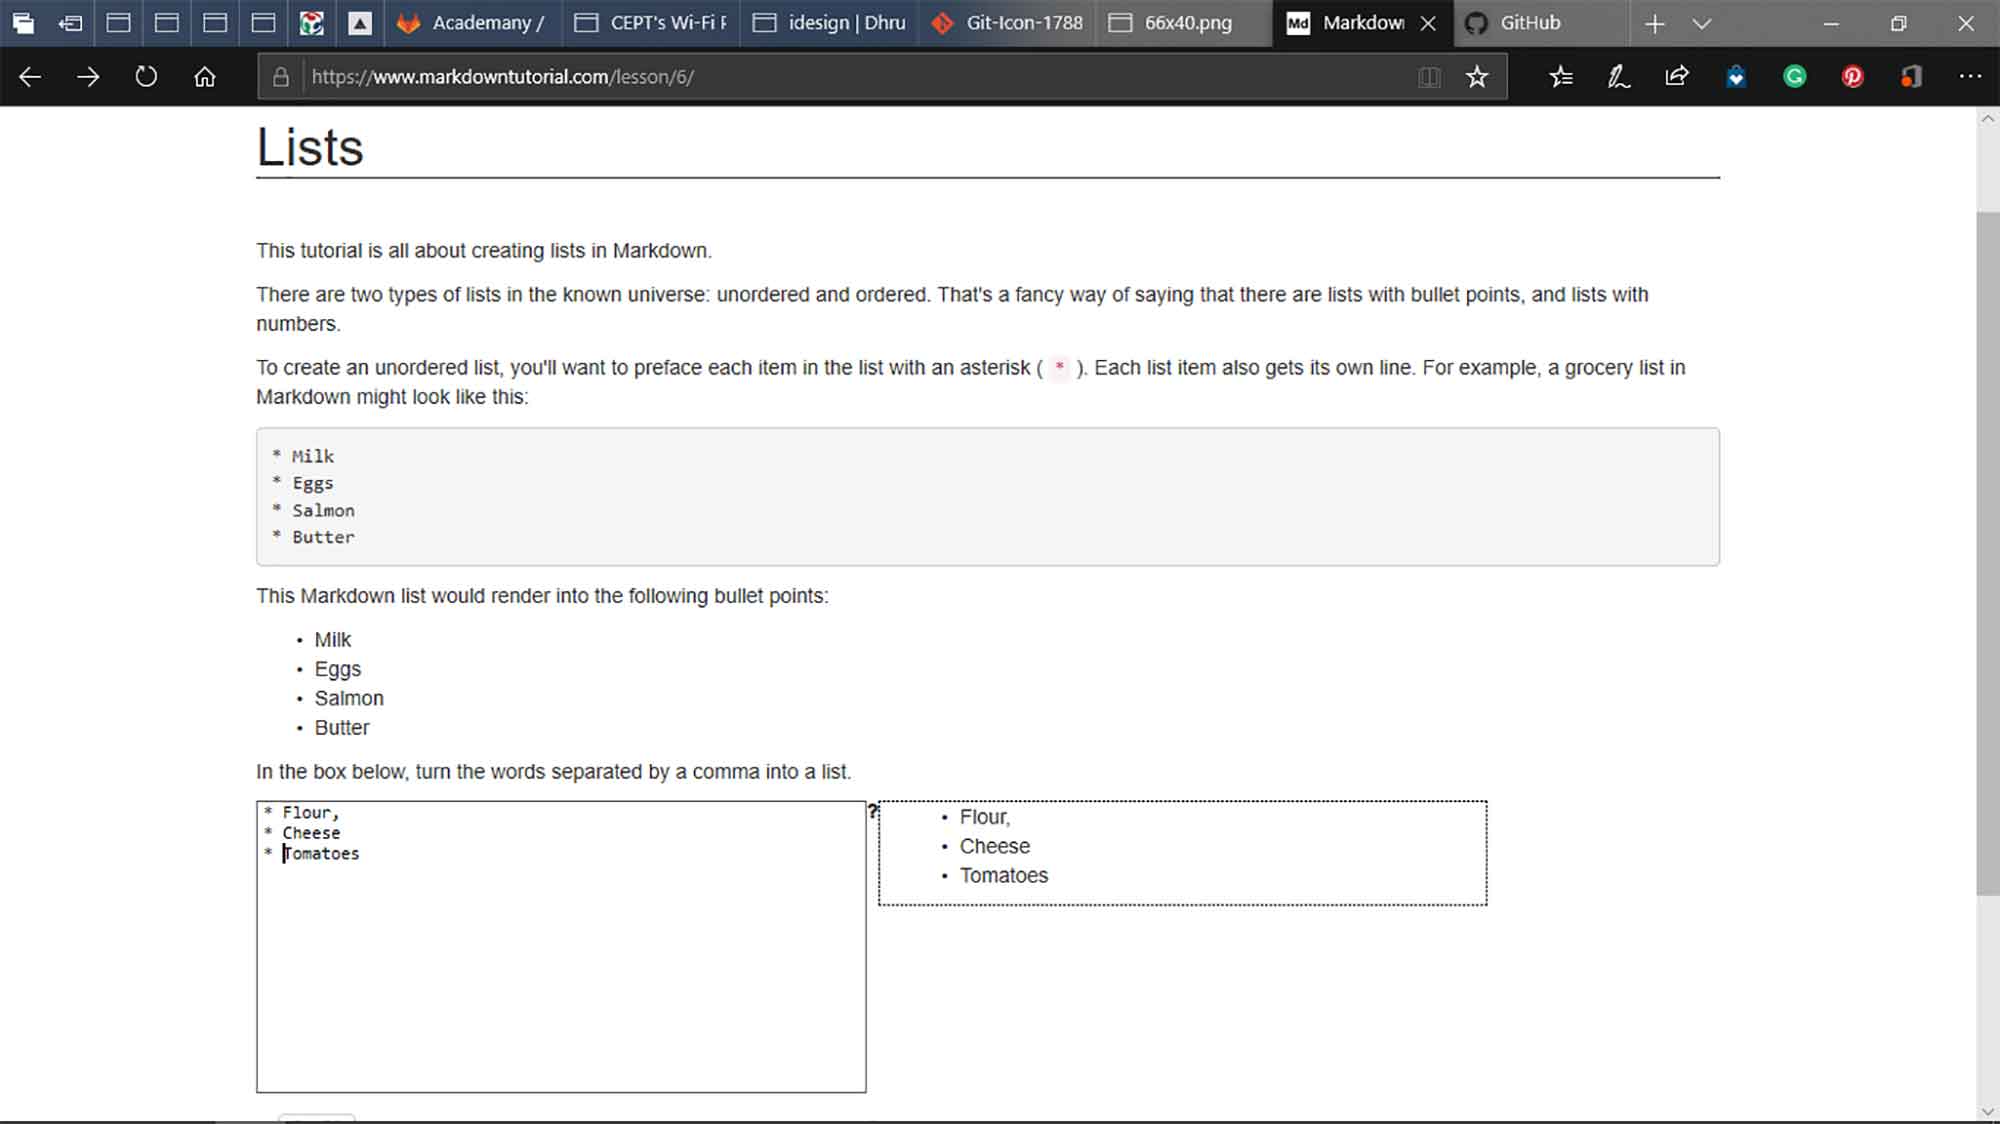 Academany /
CEPT's Wi-Fi F
idesign | Dhru
Git-Icon-1788
66x40.png
Md
Markdow
GitHub
https://www.markdowntutorial.com/lesson/6/
Lists
This tutorial is all about creating lists in Markdown.
There are two types of lists in the known universe: unordered and ordered. That's a fancy way of saying that there are lists with bullet points, and lists with
numbers.
To create an unordered list, you'll want to preface each item in the list with an asterisk ( * ). Each list item also gets its own line. For example, a grocery list in
Markdown might look like this:
* Milk
* Eggs
* Salmon
* Butter
This Markdown list would render into the following bullet points:
• Milk
• Eggs
• Salmon
• Butter
In the box below, turn the words separated by a comma into a list.
* Flour,
* Cheese
* Tomatoes
?
• Flour,
• Cheese
• Tomatoes